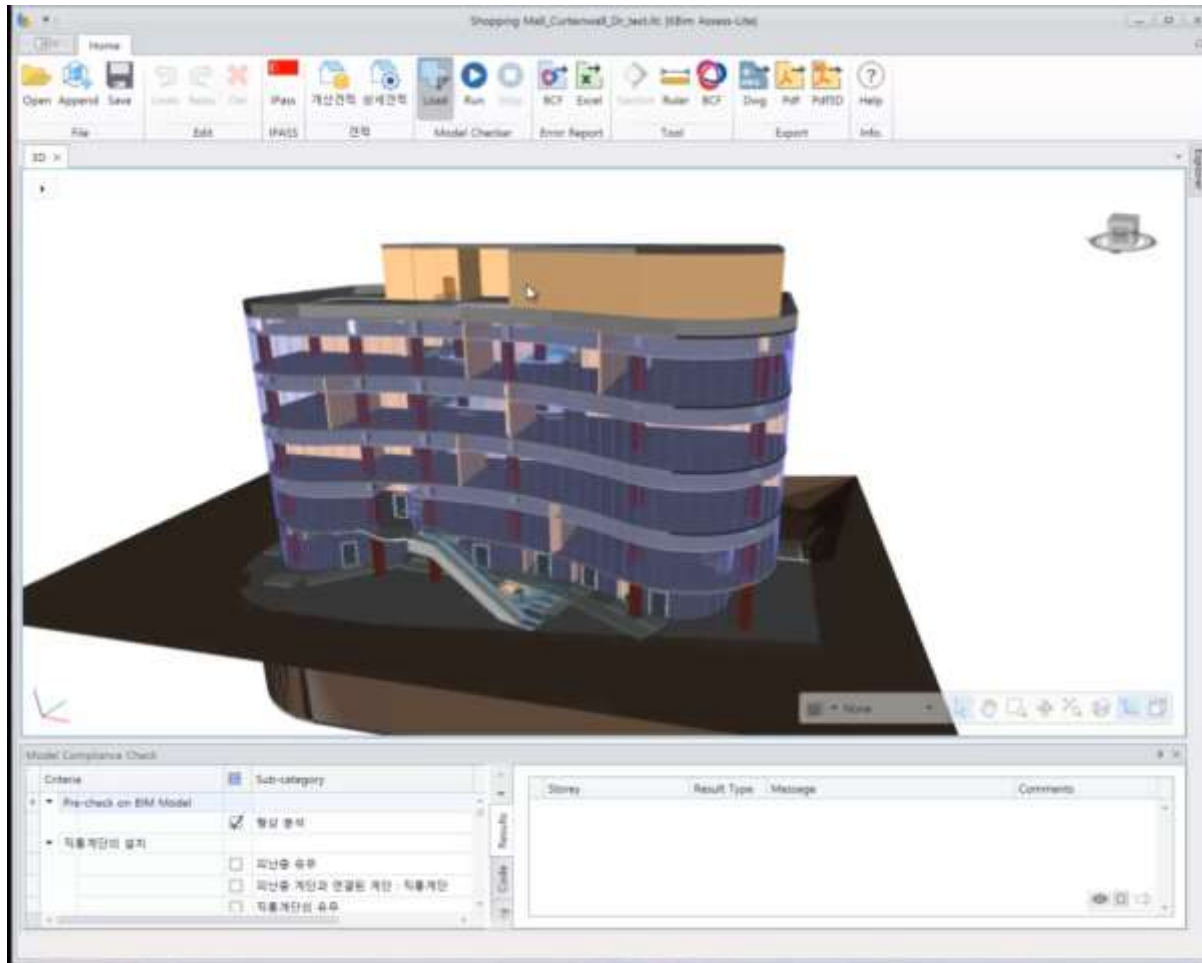 Shopping Mall_Curtainwall_Dr_test.ifc (KBim Assess-Lite)
Home
Open Append Save Undo Redo Del IPass 개산견적 상세견적 Load Run Stop BCF Excel Section Ruler BCF Dwg Pdf Pdf3D Help
File Edit IPASS 견적 Model Checker Error Report Tool Export Info.
3D
Explorer
None
Model Compliance Check
Criteria Sub-category
Storey Result Type Message Comments
Pre-check on BIM Model
형상 분석
직통계단의 설치
피난층 유무
피난층 계단과 연결된 계단 : 직통계단
직통계단의 유무
Results
Code